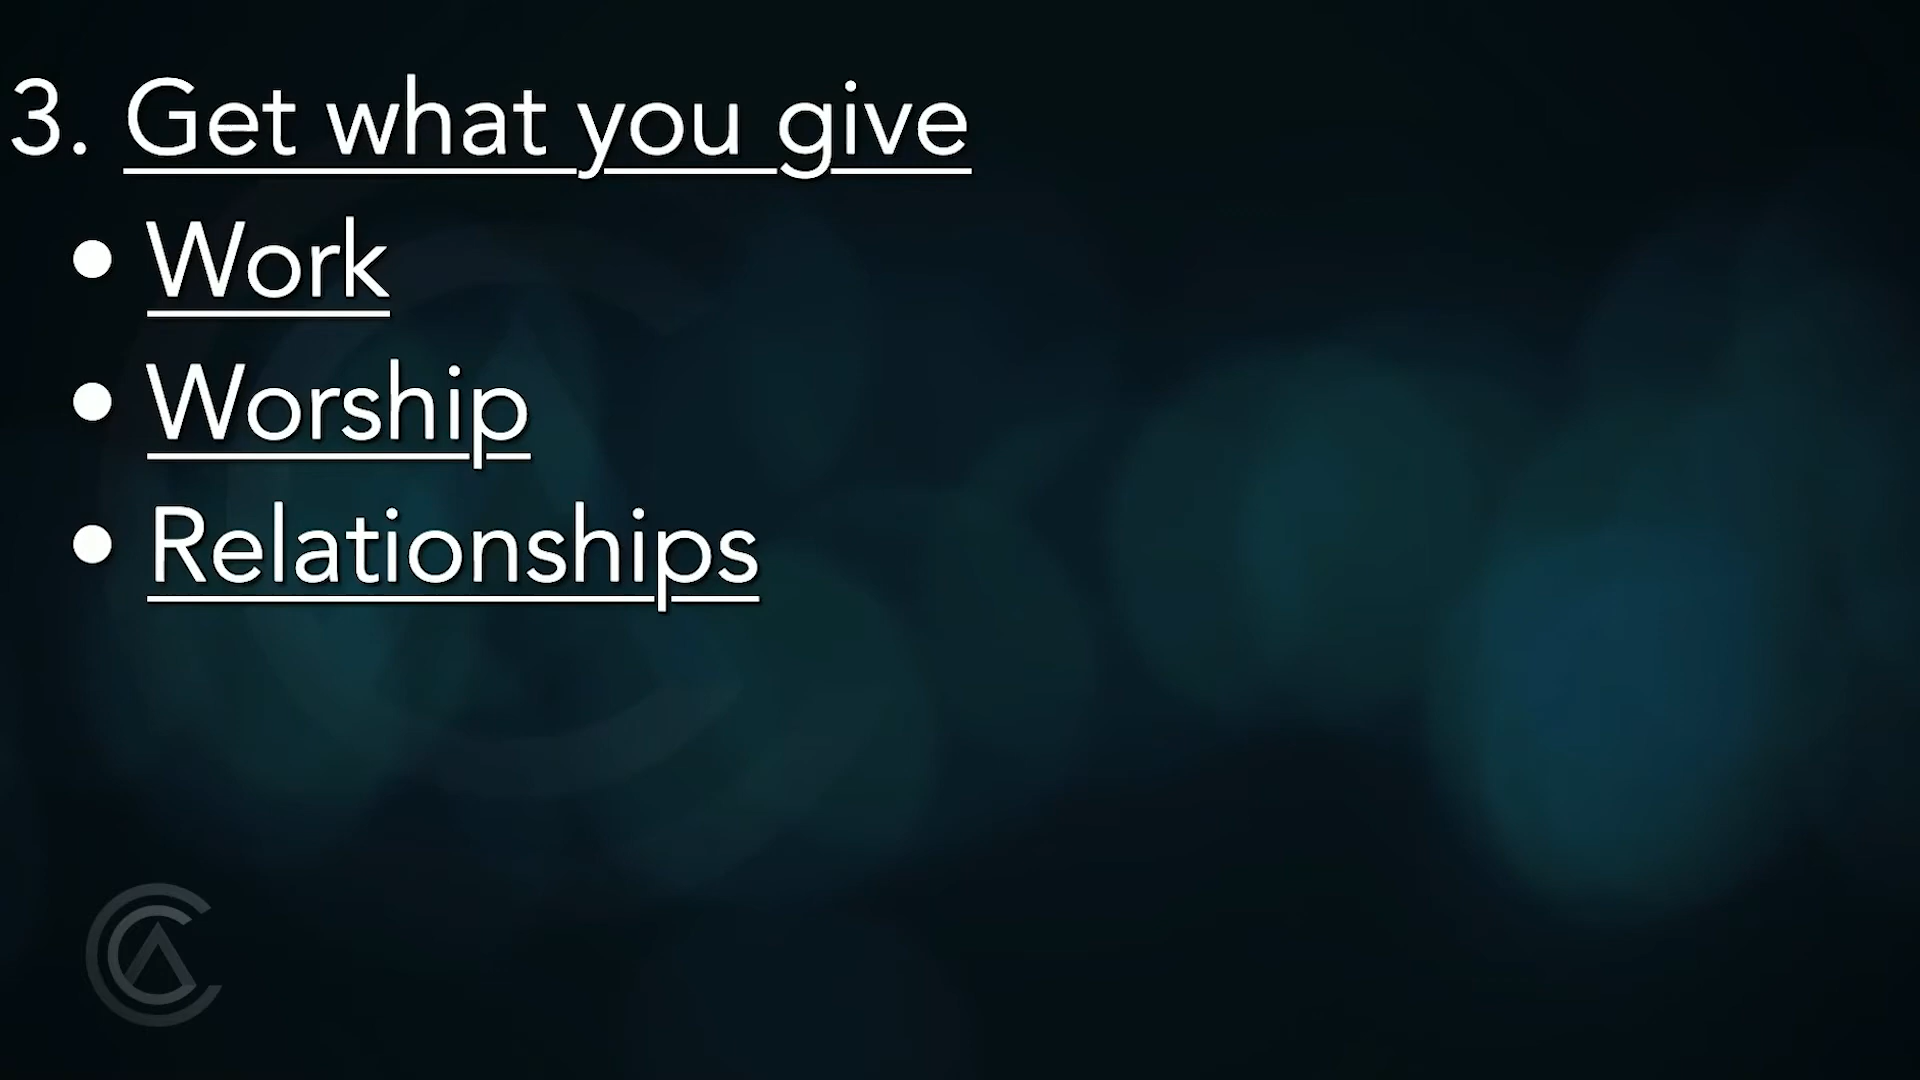 3. Get what you give
• Work
• Worship
• Relationships